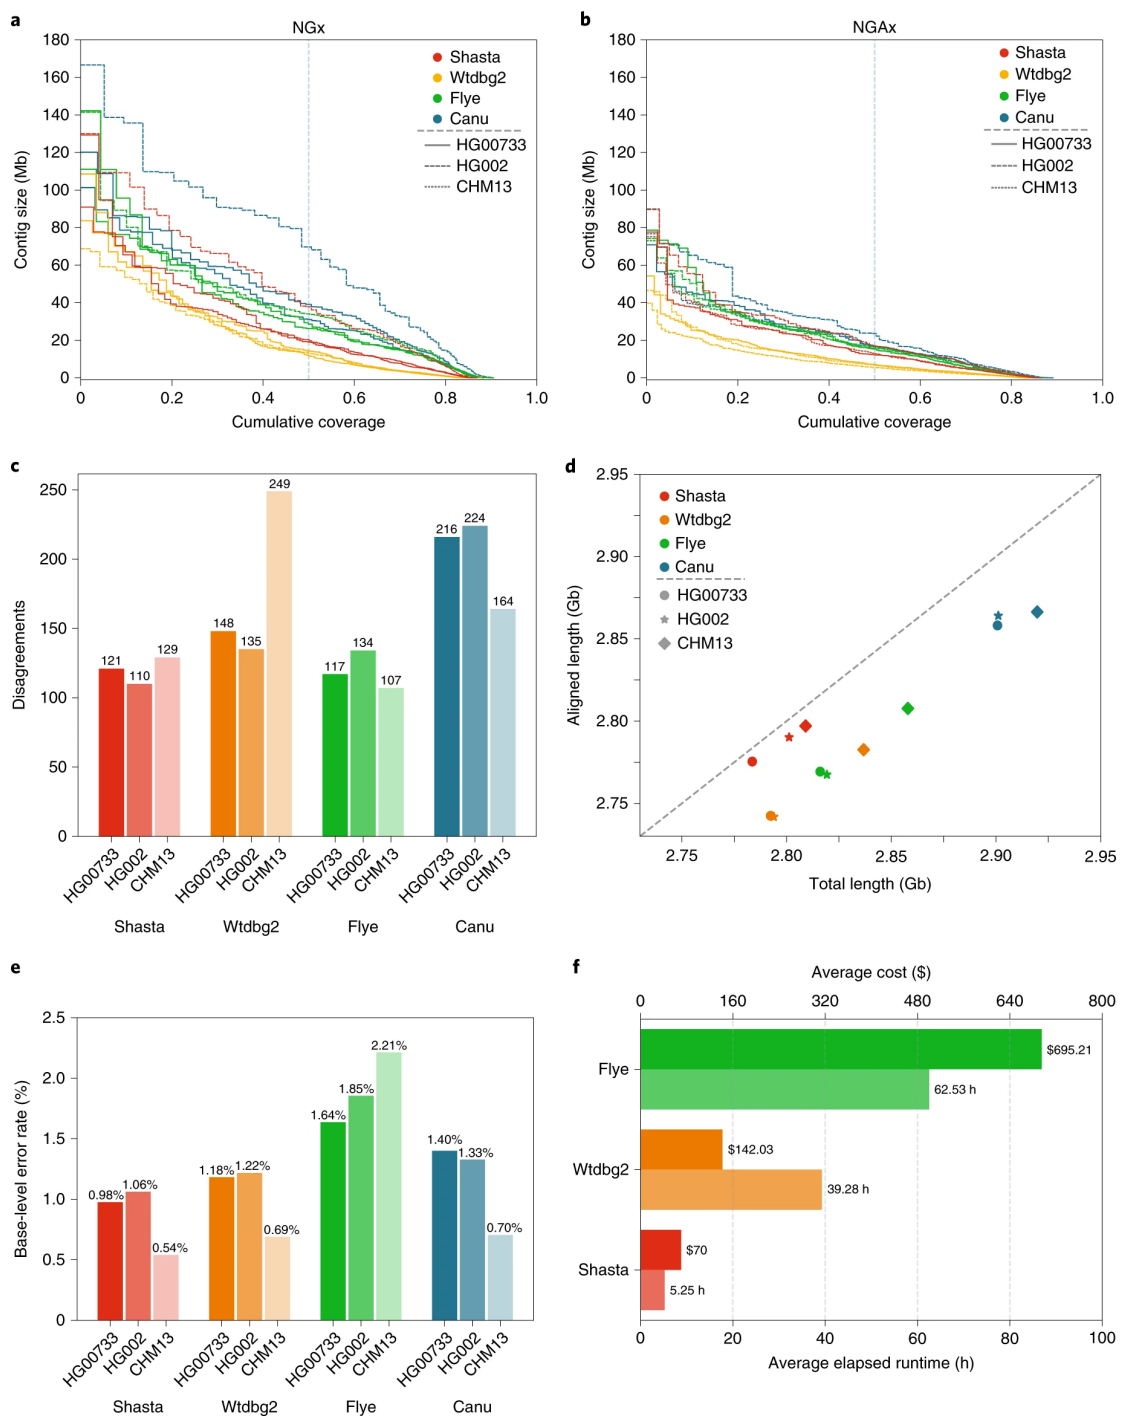 a
NGx
180
160
140
120
100
80
60
40
20
0
Contig size (Mb)
Shasta
Wtdbg2
Flye
Canu
HG00733
HG002
CHM13
0 0.2 0.4 0.6 0.8 1.0
Cumulative coverage
b
NGAx
180
160
140
120
100
80
60
40
20
0
Contig size (Mb)
Shasta
Wtdbg2
Flye
Canu
HG00733
HG002
CHM13
0 0.2 0.4 0.6 0.8 1.0
Cumulative coverage
c
250
200
150
100
50
0
Disagreements
121 110 129 148 135 249 117 134 107 216 224 164
HG00733 HG002 CHM13 HG00733 HG002 CHM13 HG00733 HG002 CHM13 HG00733 HG002 CHM13
Shasta Wtdbg2 Flye Canu
d
2.95
2.90
2.85
2.80
2.75
Aligned length (Gb)
Shasta
Wtdbg2
Flye
Canu
HG00733
HG002
CHM13
2.75 2.80 2.85 2.90 2.95
Total length (Gb)
e
2.5
2.0
1.5
1.0
0.5
0
Base-level error rate (%)
0.98% 1.06% 0.54% 1.18% 1.22% 0.69% 1.64% 1.85% 2.21% 1.40% 1.33% 0.70%
HG00733 HG002 CHM13 HG00733 HG002 CHM13 HG00733 HG002 CHM13 HG00733 HG002 CHM13
Shasta Wtdbg2 Flye Canu
f
Average cost ($)
0 160 320 480 640 800
Flye
$695.21
62.53 h
Wtdbg2
$142.03
39.28 h
Shasta
$70
5.25 h
0 20 40 60 80 100
Average elapsed runtime (h)